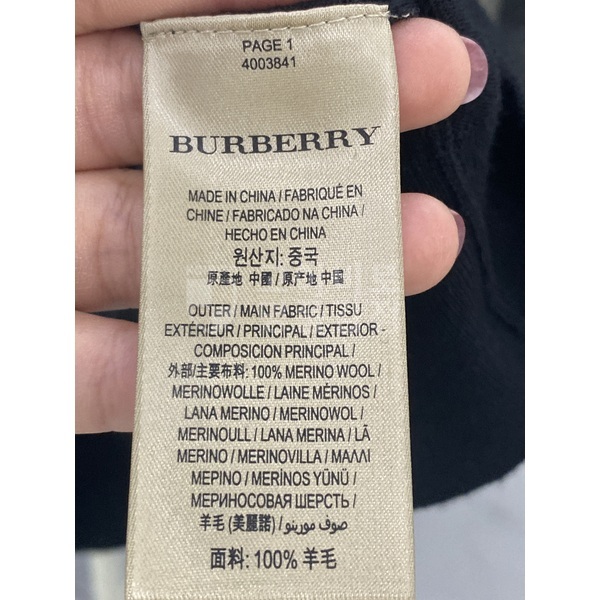 PAGE 1
4003841
BURBERRY
MADE IN CHINA / FABRIQUÉ EN
CHINE / FABRICADO NA CHINA /
HECHO EN CHINA
원산지: 중국
原產地 中國 / 原产地 中国
OUTER / MAIN FABRIC / TISSU
EXTÉRIEUR / PRINCIPAL / EXTERIOR -
COMPOSICIÓN PRINCIPAL /
外部/主要布料: 100% MERINO WOOL /
MERINOWOLLE / LAINE MÉRINOS /
LANA MERINO / MERINOWOL /
MERINOULL / LANA MERINA / LÃ
MERINO / MERINOVILLA / ΜΑΛΛΙ
ΜΕΡΙΝΟ / MERİNOS YÜNÜ /
МЕРИНОСОВАЯ ШЕРСТЬ /
羊毛 (美麗諾) / صوف مورينو /
面料: 100% 羊毛